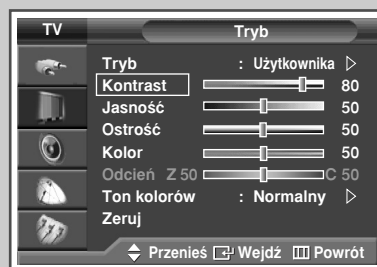 TV Tryb
Tryb : Użytkownika
Kontrast 80
Jasność 50
Ostrość 50
Kolor 50
Odcień Z 50 C 50
Ton kolorów : Normalny
Zeruj
Przenieś Wejdź Powrót